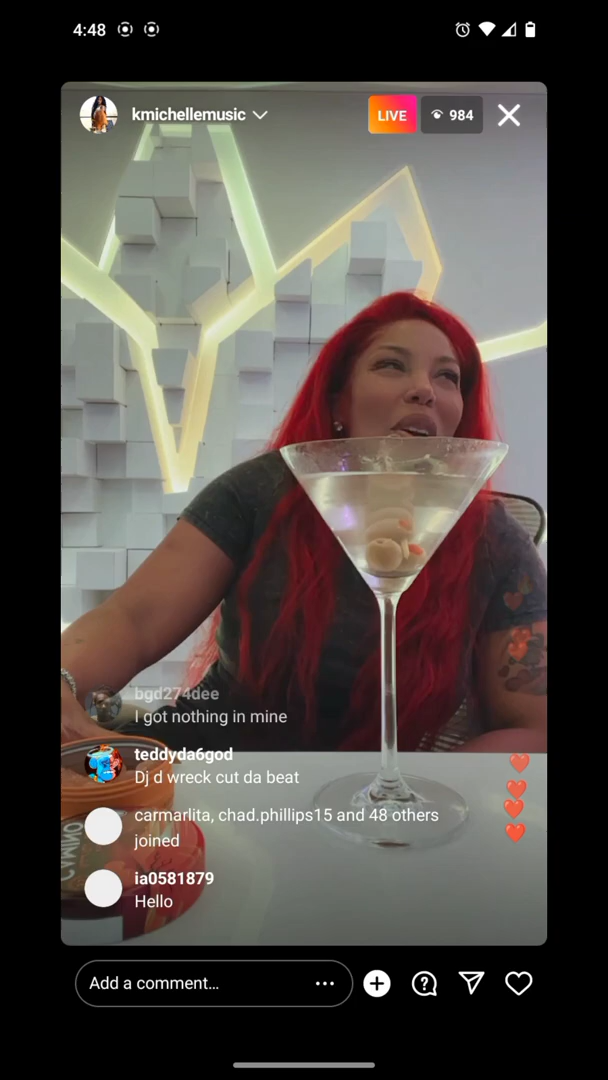 4:48
kmichellemusic
LIVE
984
bgd274dee
I got nothing in mine
teddyda6god
Dj d wreck cut da beat
carmarlita, chad.phillips15 and 48 others
joined
ia0581879
Hello
Add a comment...